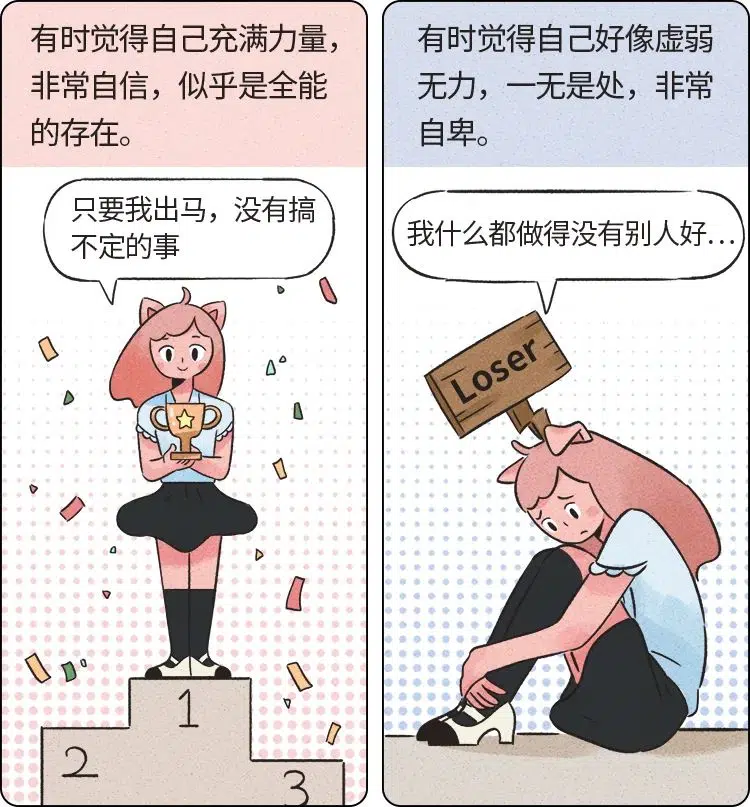 有时觉得自己充满力量，
非常自信，似乎是全能
的存在。
只要我出马，没有搞
不定的事
1
2
3
有时觉得自己好像虚弱
无力，一无是处，非常
自卑。
我什么都做得没有别人好...
Loser